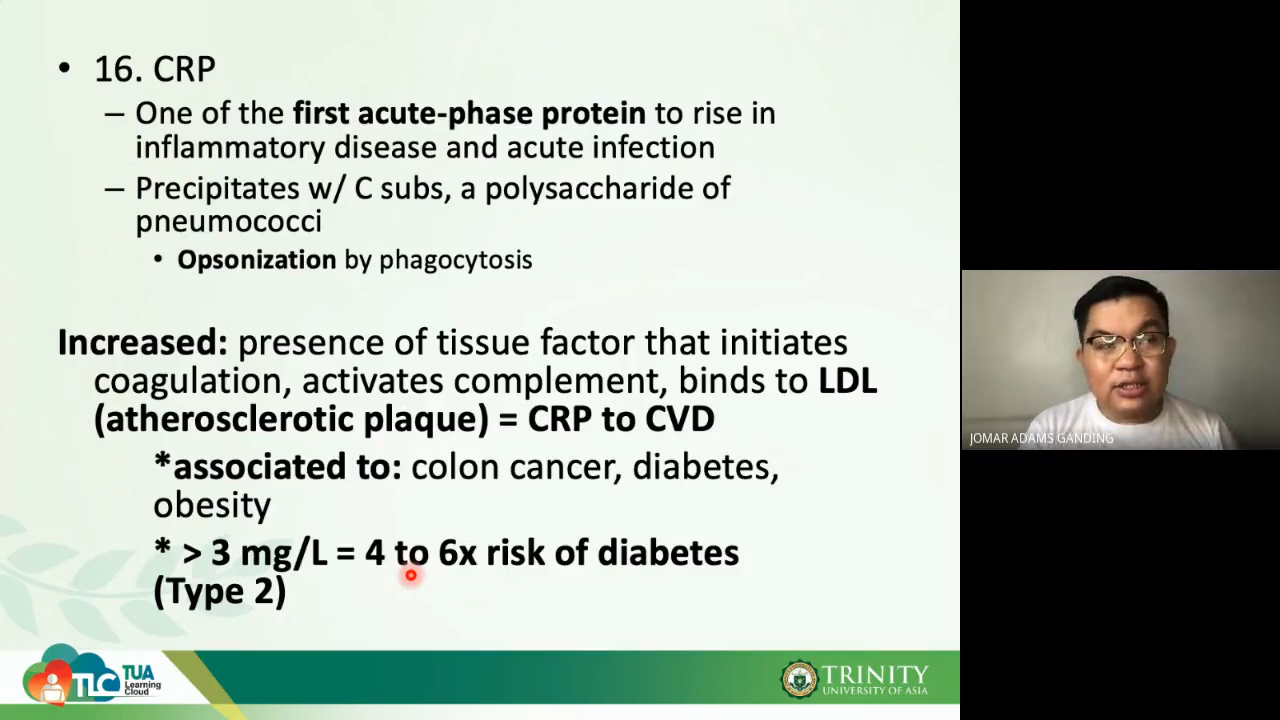 • 16. CRP
– One of the first acute-phase protein to rise in
inflammatory disease and acute infection
– Precipitates w/ C subs, a polysaccharide of
pneumococci
• Opsonization by phagocytosis
Increased: presence of tissue factor that initiates
coagulation, activates complement, binds to LDL
(atherosclerotic plaque) = CRP to CVD
*associated to: colon cancer, diabetes,
obesity
* > 3 mg/L = 4 to 6x risk of diabetes
(Type 2)
JOMAR ADAMS GANDING
TLC
TUA
Learning
Cloud
TRINITY
UNIVERSITY OF ASIA